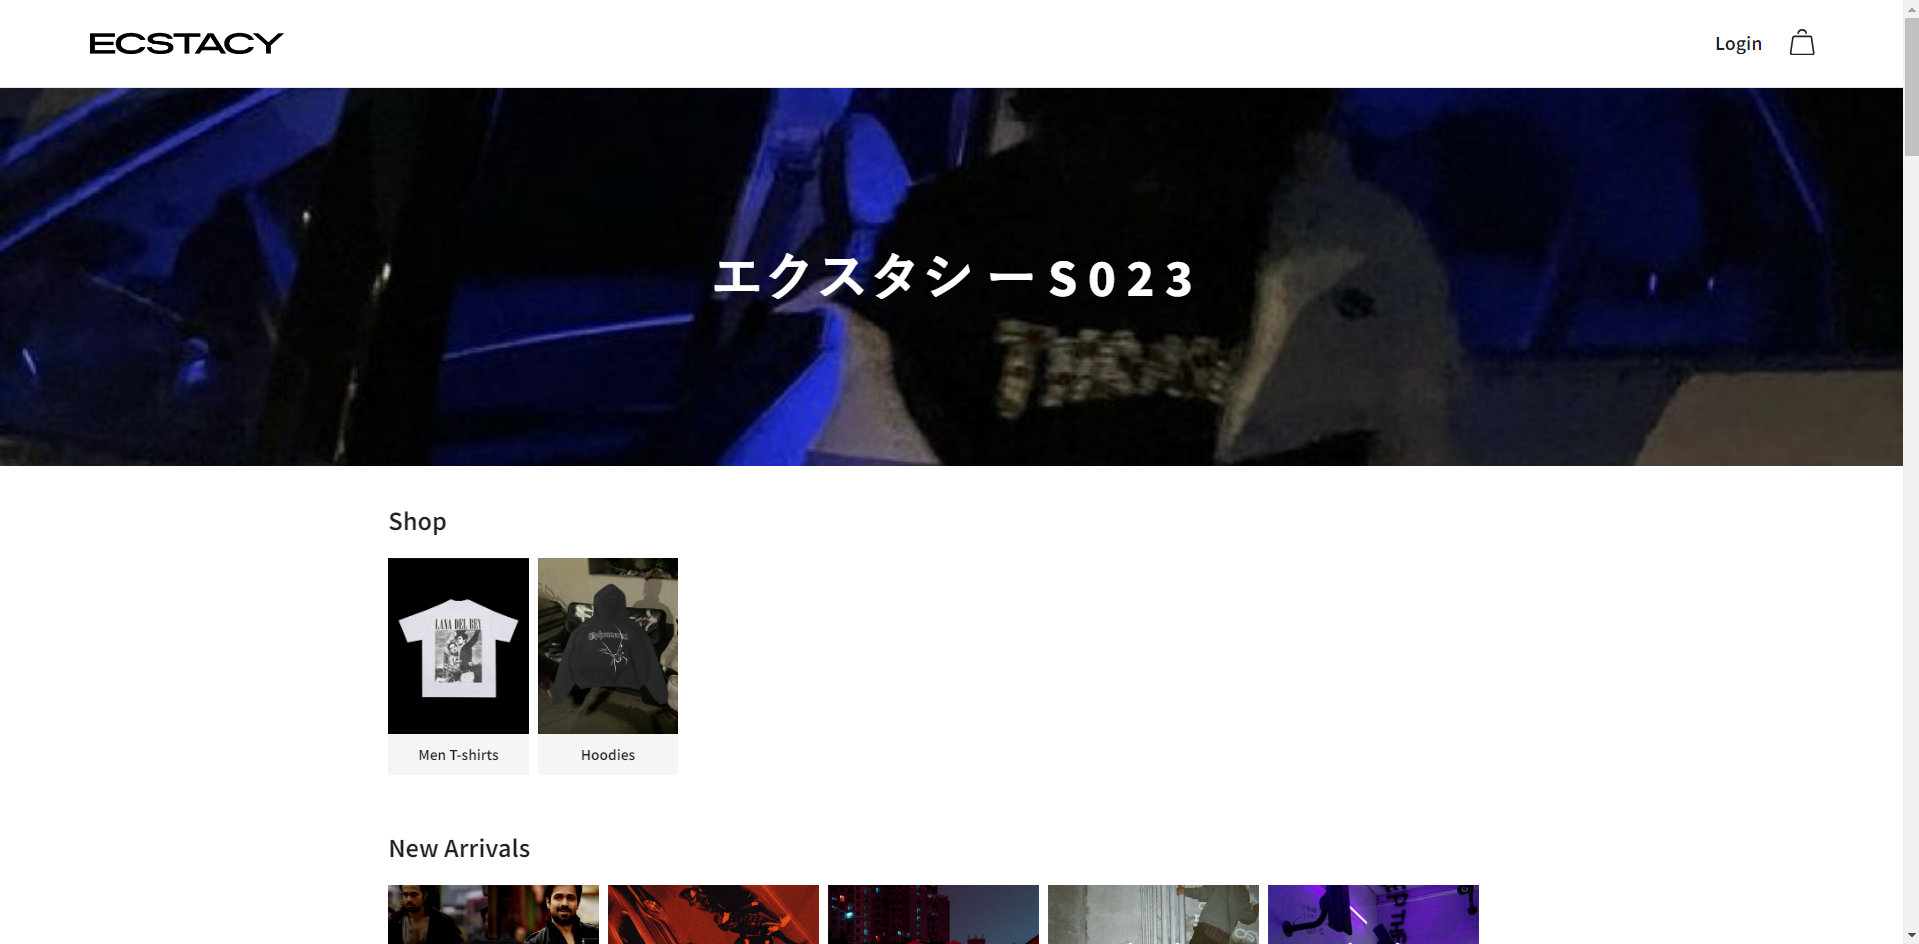 ECSTACY
Login
エクスタシーS023
Shop
LANA DEL REY
Men T-shirts
Hoodies
New Arrivals